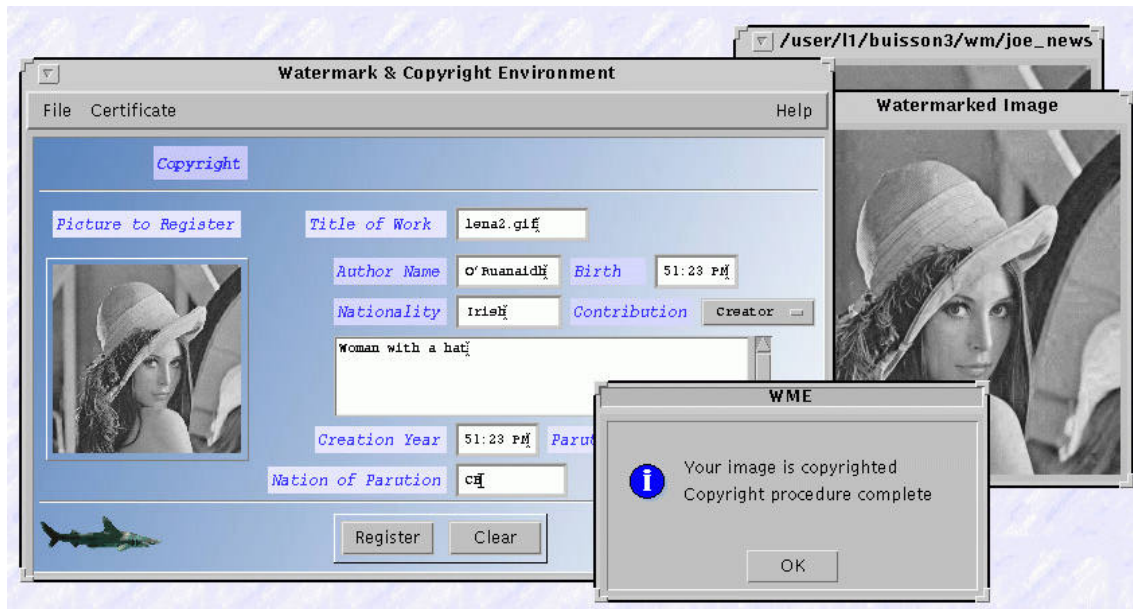 /user/l1/buisson3/wm/joe_news
Watermark & Copyright Environment
Watermarked Image
File Certificate Help
Copyright
Picture to Register
Title of Work lena2.gif
Author Name O'Ruanaidh Birth 51:23 PM
Nationality Irish Contribution Creator
Woman with a hat
WME
Creation Year 51:23 PM Paru
Your image is copyrighted
Nation of Parution CH
Copyright procedure complete
Register Clear
OK